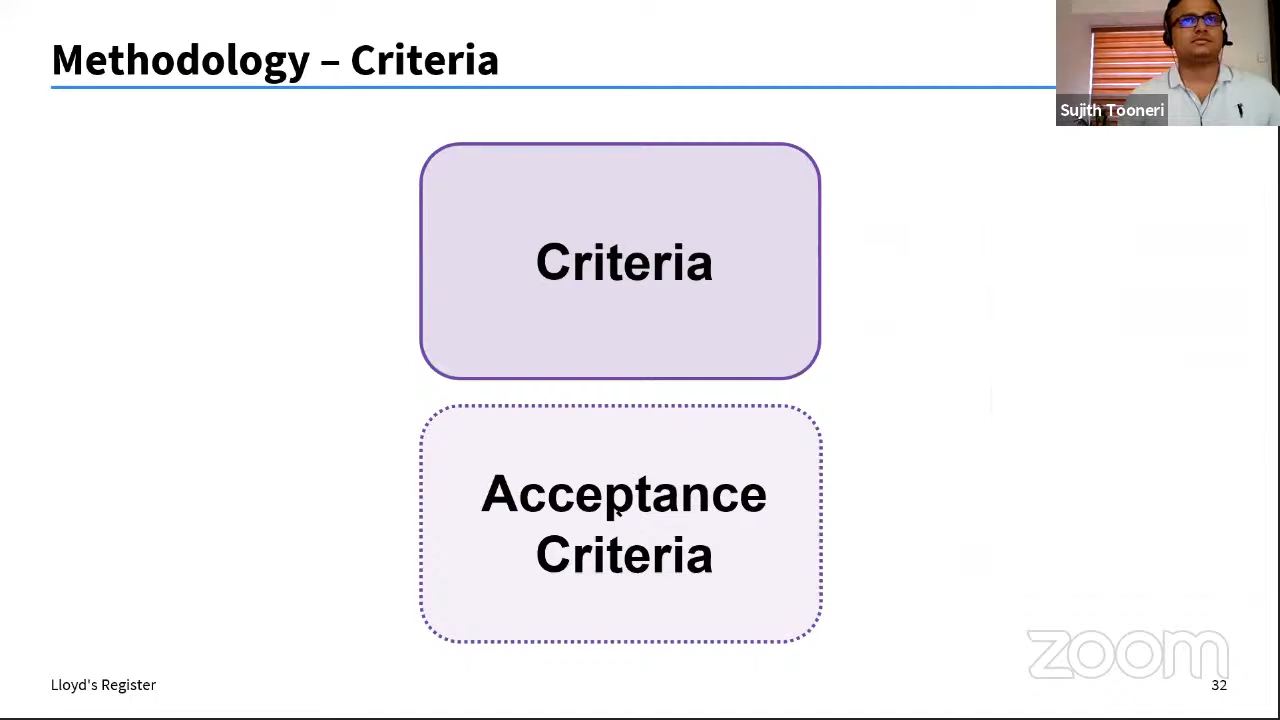 Methodology – Criteria
Sujith Tooneri
Criteria
Acceptance
Criteria
zoom
Lloyd's Register
32